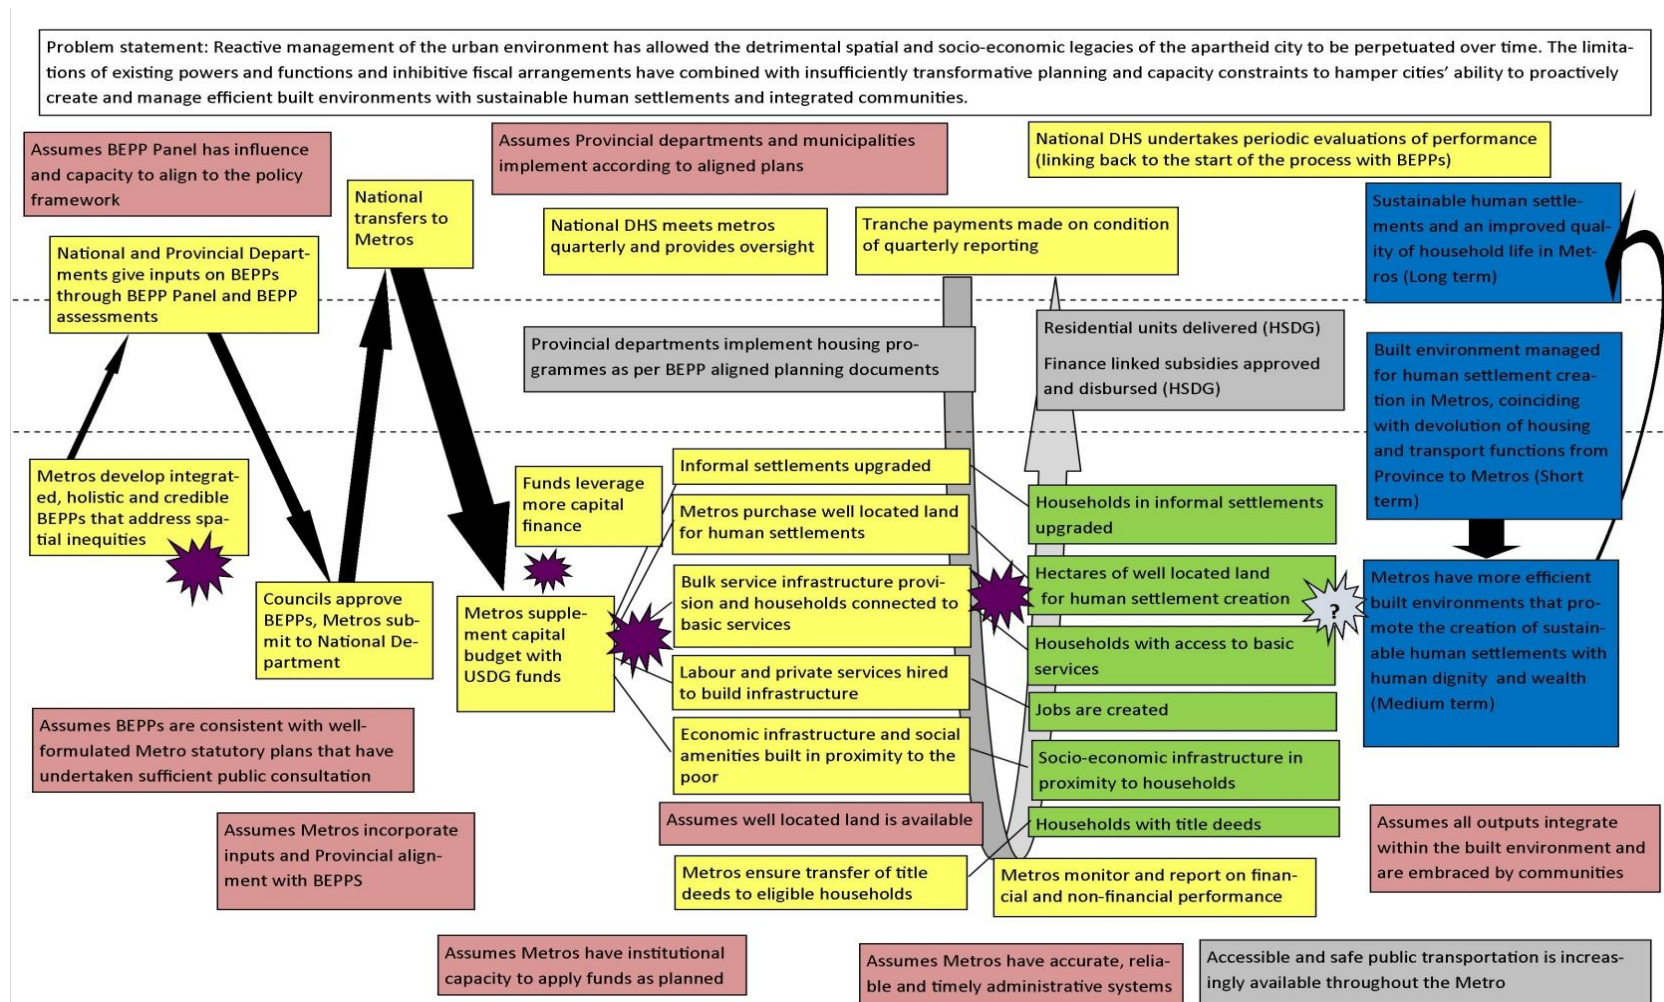 Problem statement: Reactive management of the urban environment has allowed the detrimental spatial and socio-economic legacies of the apartheid city to be perpetuated over time. The limita-
tions of existing powers and functions and inhibitive fiscal arrangements have combined with insufficiently transformative planning and capacity constraints to hamper cities' ability to proactively
create and manage efficient built environments with sustainable human settlements and integrated communities.
Assumes BEPP Panel has influence
and capacity to align to the policy
framework
National
transfers to
Metros
Assumes Provincial departments and municipalities
implement according to aligned plans
National DHS undertakes periodic evaluations of performance
(linking back to the start of the process with BEPPs)
National and Provincial Depart-
ments give inputs on BEPPs
through BEPP Panel and BEPP
assessments
National DHS meets metros
quarterly and provides oversight
Tranche payments made on condition
of quarterly reporting
Sustainable human settle-
ments and an improved qual-
ity of household life in Met-
ros (Long term)
Provincial departments implement housing pro-
grammes as per BEPP aligned planning documents
Residential units delivered (HSDG)
Finance linked subsidies approved
and disbursed (HSDG)
Built environment managed
for human settlement crea-
tion in Metros, coinciding
with devolution of housing
and transport functions from
Province to Metros (Short
term)
Metros develop integrat-
ed, holistic and credible
BEPPs that address spa-
tial inequities
Councils approve
BEPPs, Metros sub-
mit to National De-
partment
Funds leverage
more capital
finance
Metros supple-
ment capital
budget with
USDG funds
Informal settlements upgraded
Metros purchase well located land
for human settlements
Bulk service infrastructure provi-
sion and households connected to
basic services
Labour and private services hired
to build infrastructure
Economic infrastructure and social
amenities built in proximity to the
poor
Assumes well located land is available
Metros ensure transfer of title
deeds to eligible households
Households in informal settlements
upgraded
Hectares of well located land
for human settlement creation
Households with access to basic
services
Jobs are created
Socio-economic infrastructure in
proximity to households
Households with title deeds
Metros monitor and report on finan-
cial and non-financial performance
?
Metros have more efficient
built environments that pro-
mote the creation of sustain-
able human settlements with
human dignity and wealth
(Medium term)
Assumes BEPPs are consistent with well-
formulated Metro statutory plans that have
undertaken sufficient public consultation
Assumes Metros incorporate
inputs and Provincial align-
ment with BEPPS
Assumes all outputs integrate
within the built environment and
are embraced by communities
Assumes Metros have institutional
capacity to apply funds as planned
Assumes Metros have accurate, relia-
ble and timely administrative systems
Accessible and safe public transportation is increas-
ingly available throughout the Metro